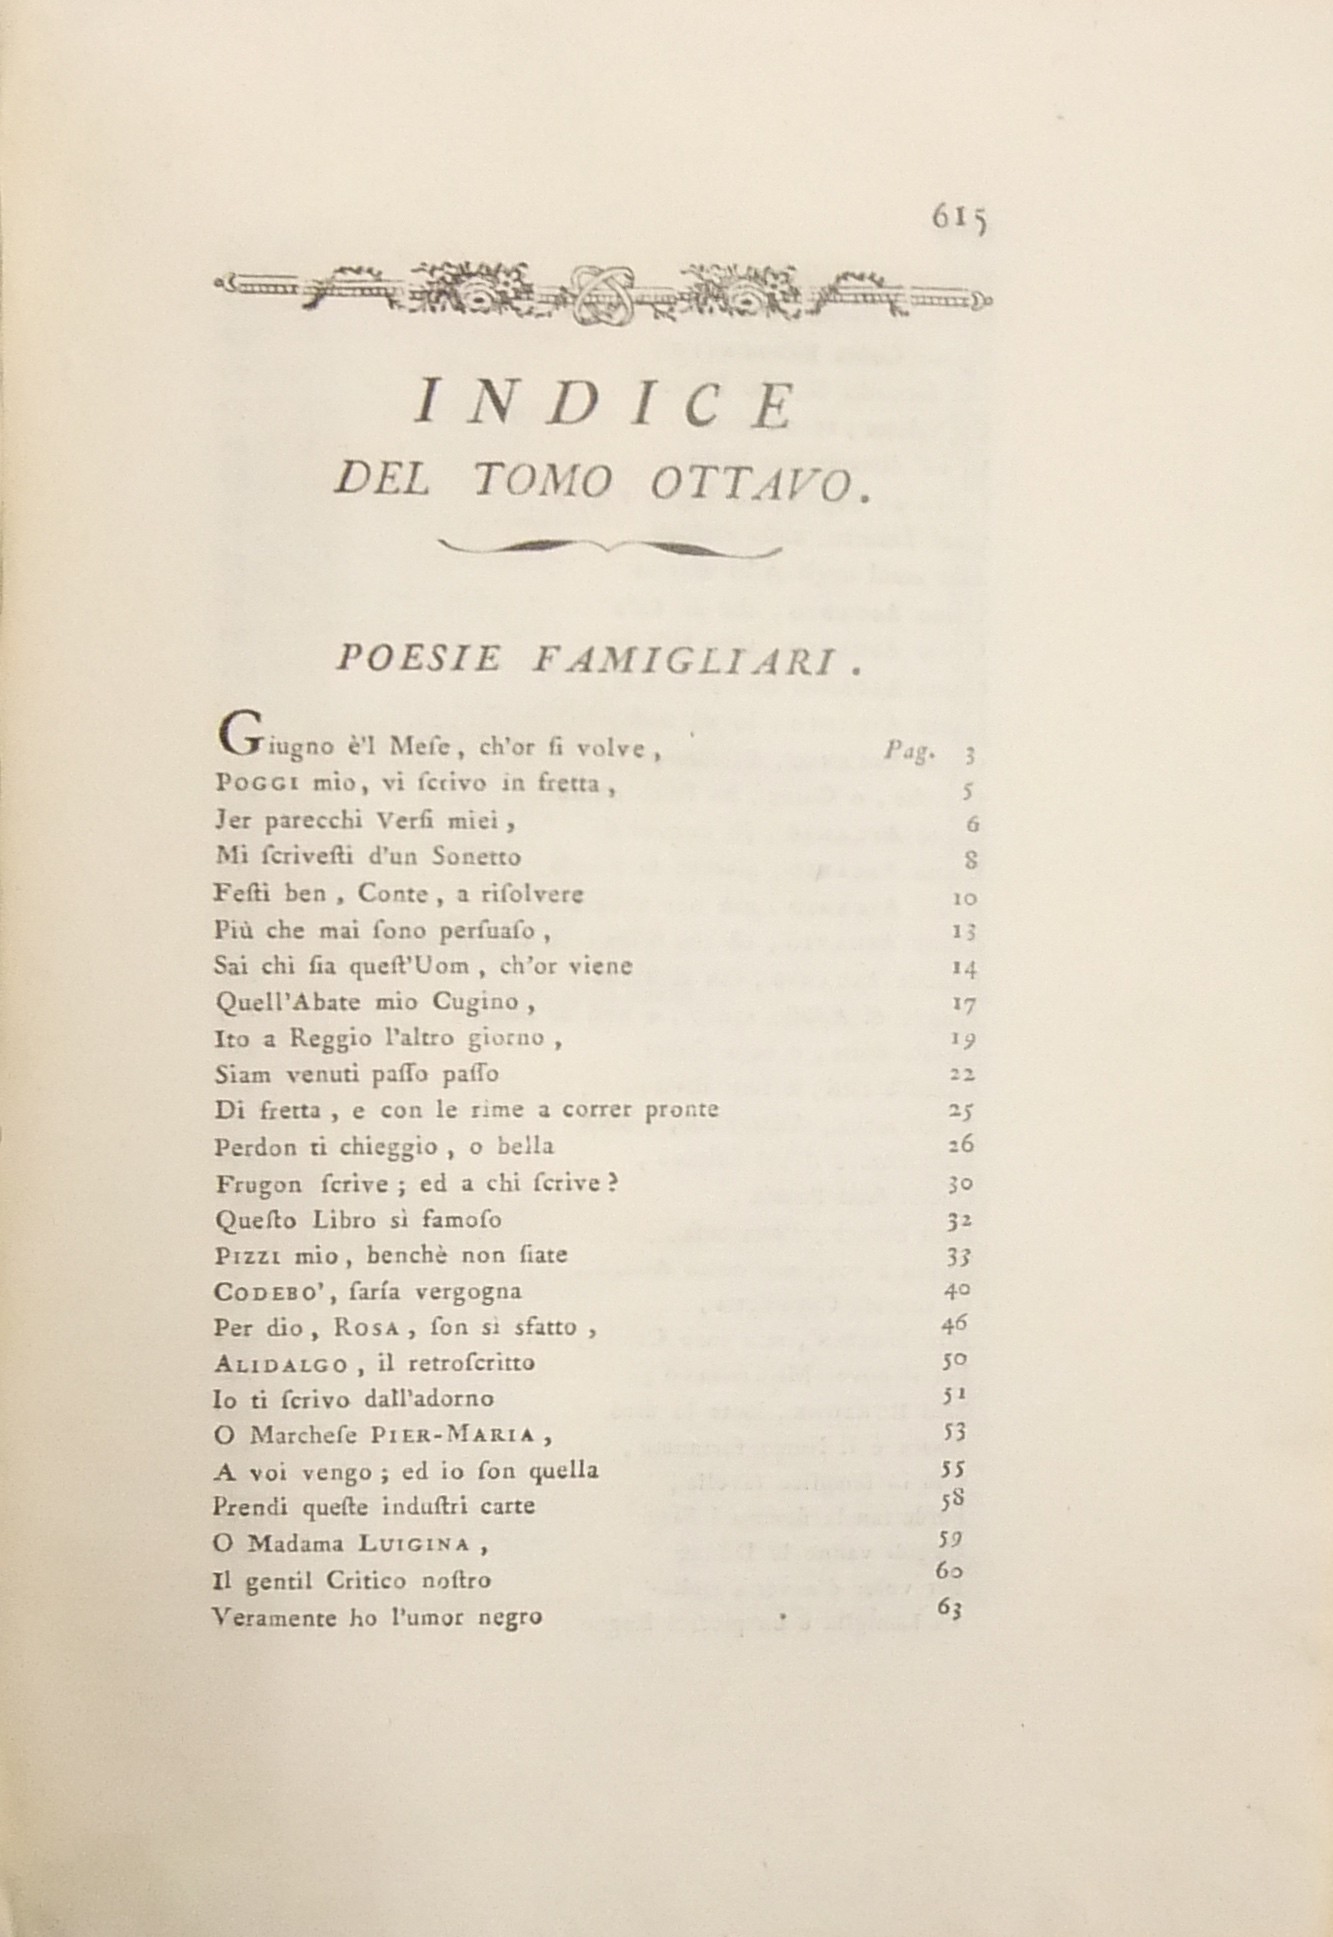 615
INDICE
DEL TOMO OTTAVO.
POESIE FAMIGLIARI.
Giugno è'l Meſe, ch'or ſi volve, Pag. 3
POGGI mio, vi ſcrivo in fretta, 5
Jer parecchi Verſi miei, 6
Mi ſcriveſti d'un Sonetto 8
Feſti ben, Conte, a riſolvere 10
Più che mai ſono perſuaſo, 13
Sai chi ſia queſt'Uom, ch'or viene 14
Quell'Abate mio Cugino, 17
Ito a Reggio l'altro giorno, 19
Siam venuti paſſo paſſo 22
Di fretta, e con le rime a correr pronte 25
Perdon ti chieggio, o bella 26
Frugon ſcrive; ed a chi ſcrive? 30
Queſto Libro sì famoſo 32
PIZZI mio, benchè non ſiate 33
CODEBO', ſaría vergogna 40
Per dio, ROSA, ſon sì sfatto, 46
ALIDALGO, il retroſcritto 50
Io ti ſcrivo dall'adorno 51
O Marcheſe PIER-MARIA, 53
A voi vengo; ed io ſon quella 55
Prendi queſte induſtri carte 58
O Madama LUIGINA, 59
Il gentil Critico noſtro 60
Veramente ho l'umor negro 63